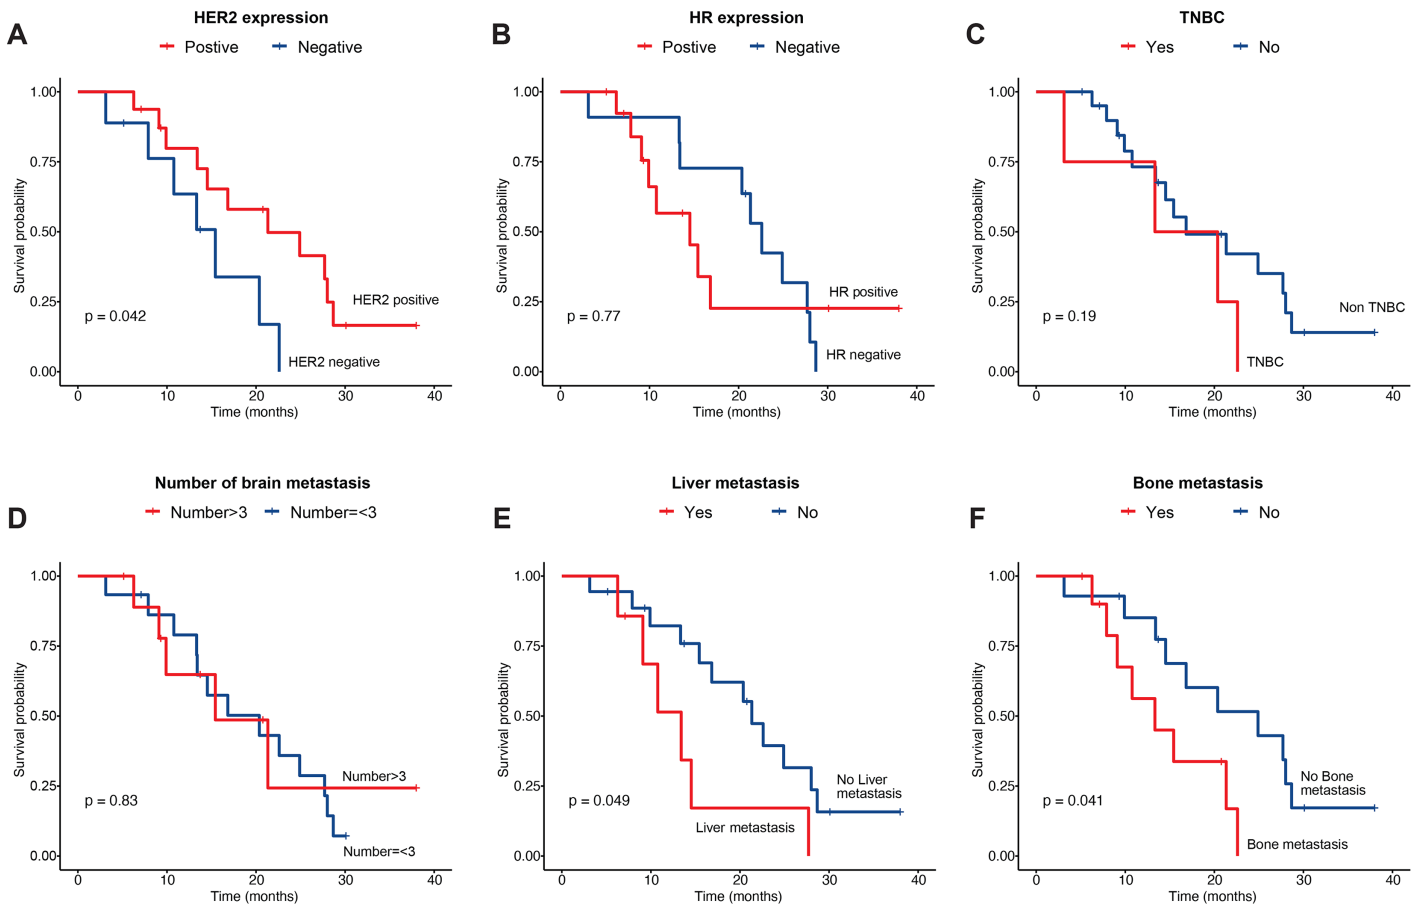 A
HER2 expression
Postive Negative
Survival probability
1.00
0.75
0.50
0.25
0.00
p = 0.042
HER2 positive
HER2 negative
0 10 20 30 40
Time (months)
B
HR expression
Postive Negative
Survival probability
1.00
0.75
0.50
0.25
0.00
p = 0.77
HR positive
HR negative
0 10 20 30 40
Time (months)
C
TNBC
Yes No
Survival probability
1.00
0.75
0.50
0.25
0.00
p = 0.19
Non TNBC
TNBC
0 10 20 30 40
Time (months)
D
Number of brain metastasis
Number>3 Number=<3
Survival probability
1.00
0.75
0.50
0.25
0.00
p = 0.83
Number>3
Number=<3
0 10 20 30 40
Time (months)
E
Liver metastasis
Yes No
Survival probability
1.00
0.75
0.50
0.25
0.00
p = 0.049
No Liver
metastasis
Liver metastasis
0 10 20 30 40
Time (months)
F
Bone metastasis
Yes No
Survival probability
1.00
0.75
0.50
0.25
0.00
p = 0.041
No Bone
metastasis
Bone metastasis
0 10 20 30 40
Time (months)